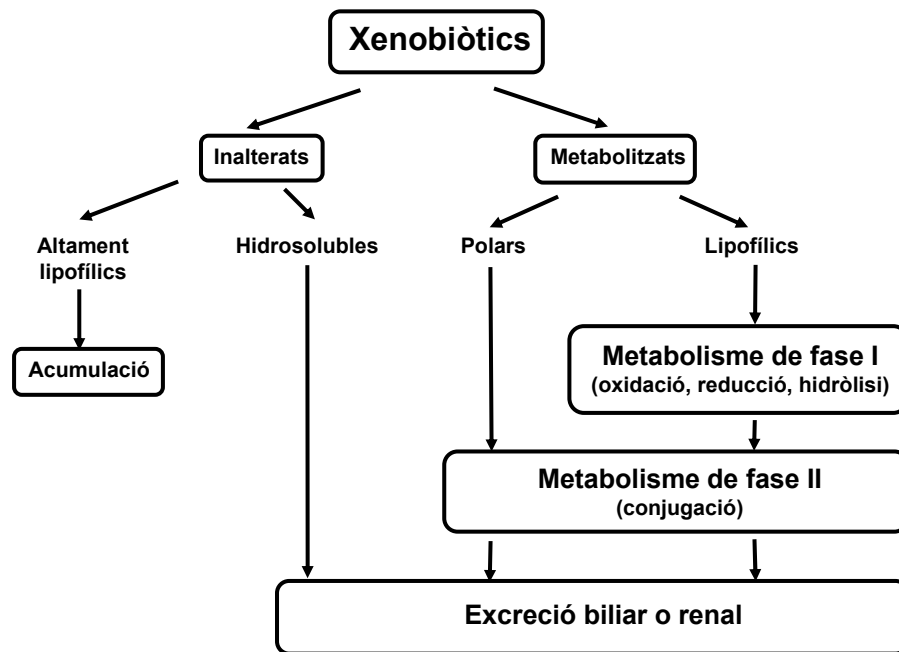 Xenobiòtics
Inalterats
Metabolitzats
Altament
lipofílics
Hidrosolubles
Polars
Lipofílics
Acumulació
Metabolisme de fase I
(oxidació, reducció, hidròlisi)
Metabolisme de fase II
(conjugació)
Excreció biliar o renal